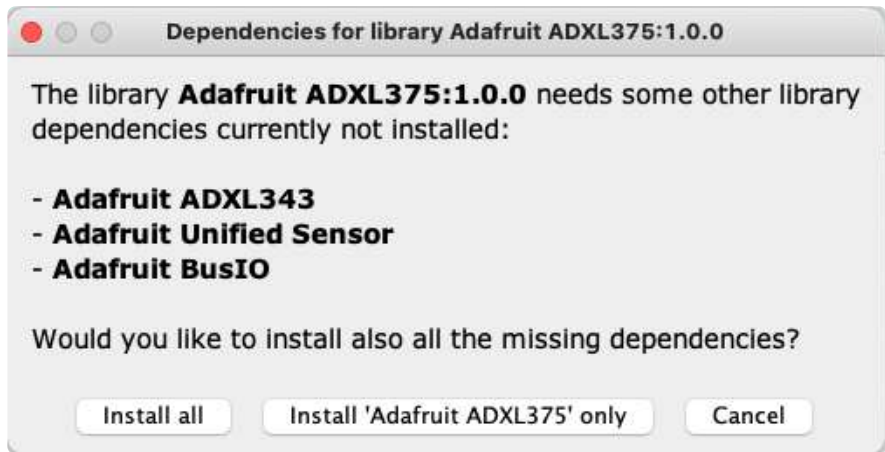 Dependencies for library Adafruit ADXL375:1.0.0
The library Adafruit ADXL375:1.0.0 needs some other library
dependencies currently not installed:
- Adafruit ADXL343
- Adafruit Unified Sensor
- Adafruit BusIO
Would you like to install also all the missing dependencies?
Install all Install 'Adafruit ADXL375' only Cancel